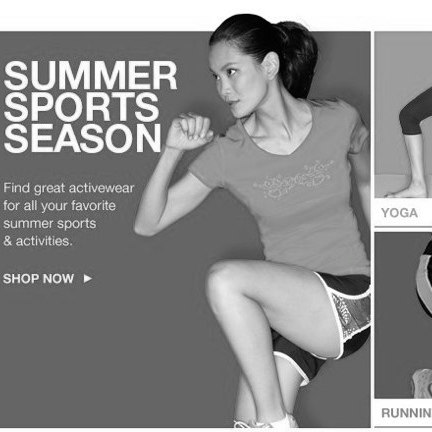 SUMMER
SPORTS
SEASON
Find great activewear
for all your favorite
summer sports
& activities.
SHOP NOW
YOGA
RUNNIN